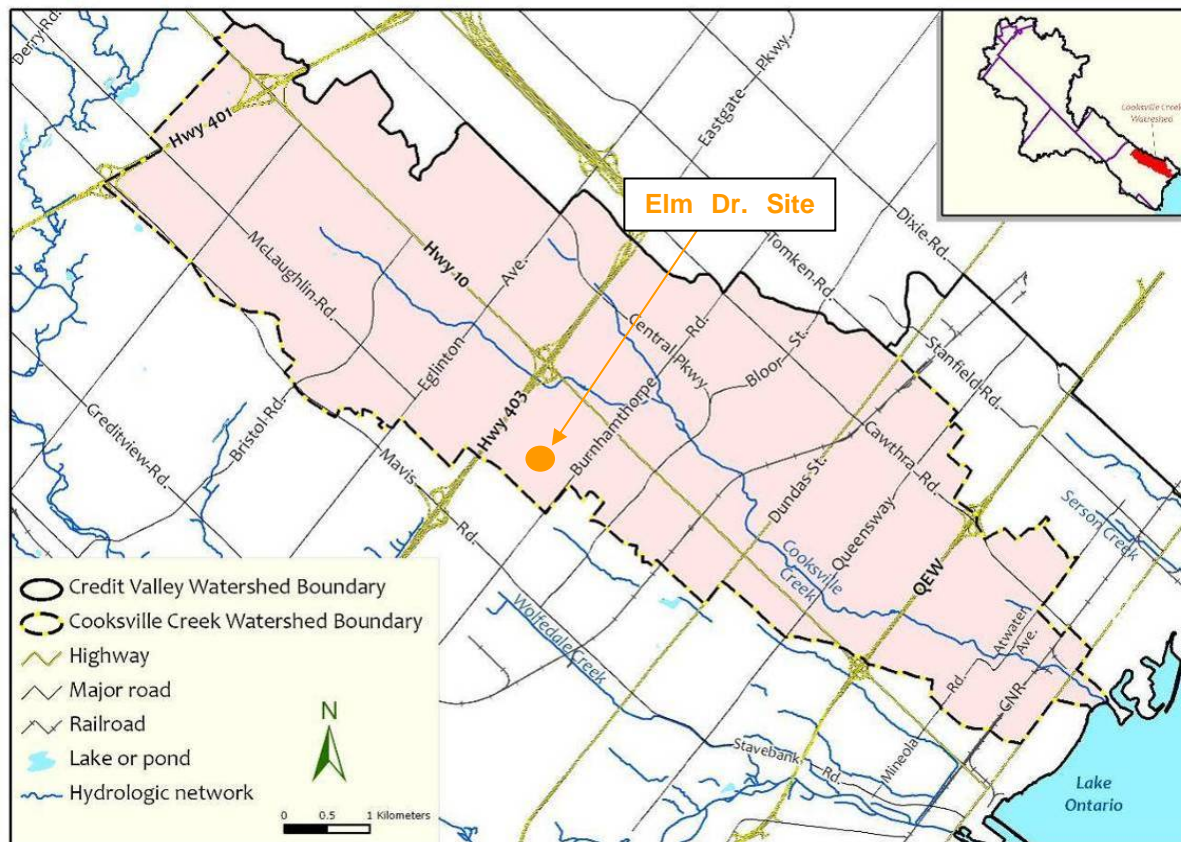 Derry Rd.
Hwy 401
Eastgate Pkwy
Cooksville Creek
Watershed
Elm Dr. Site
Dixie Rd.
Tomken Rd.
McLaughlin Rd.
Hwy 10
Eglinton Ave.
Central Pkwy
Burnhamthorpe Rd.
Bloor St.
Stanfield Rd.
Creditview Rd.
Bristol Rd.
Hwy 403
Mavis Rd.
Cawthra Rd.
Dundas St.
Queensway
Serson Creek
Cooksville
Creek
QEW
Wolfedale Creek
Atwater
Ave.
GNR
Mineola Rd.
Stavebank Rd.
Lake
Ontario
Credit Valley Watershed Boundary
Cooksville Creek Watershed Boundary
Highway
Major road
Railroad
Lake or pond
Hydrologic network
N
0 0.5 1 Kilometers